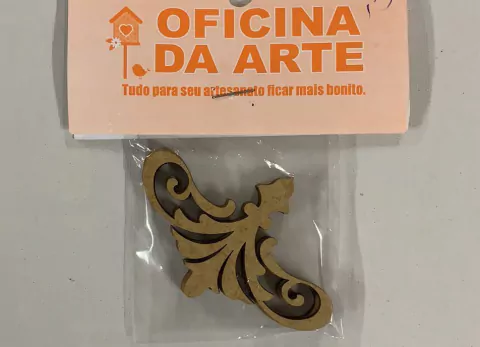 OFICINA
DA ARTE
Tudo para seu artesanato ficar mais bonito.